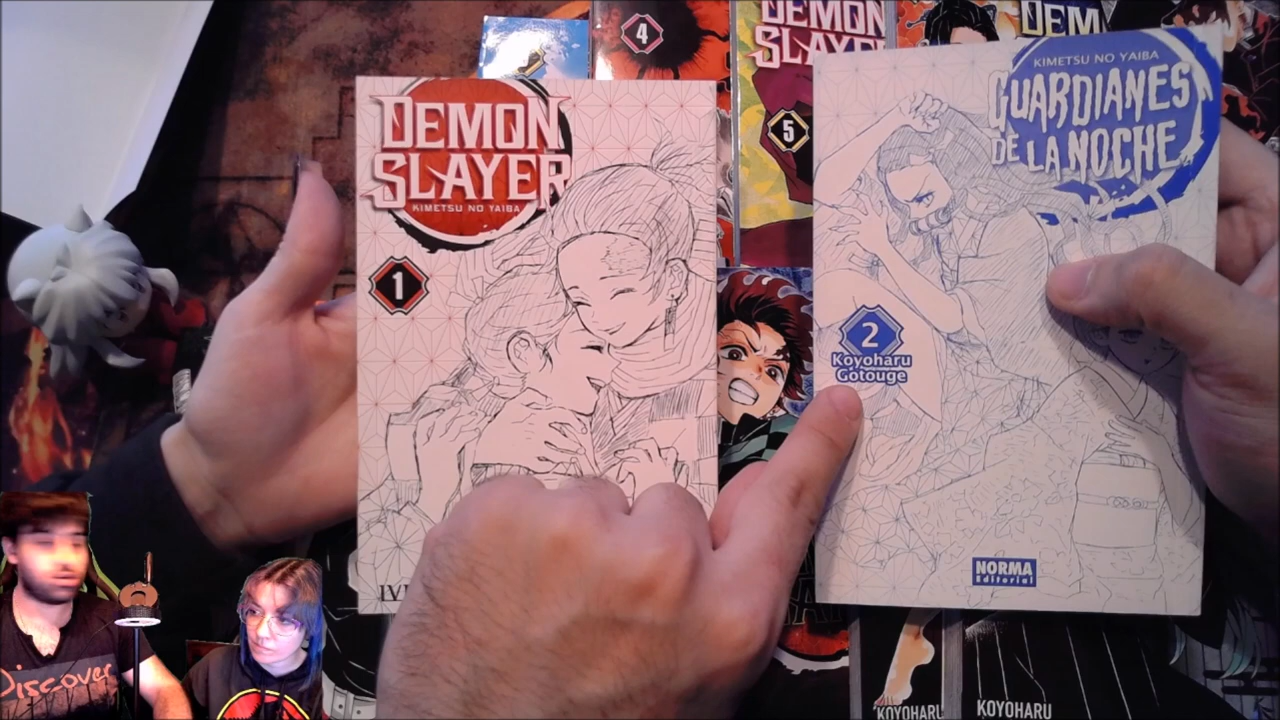 4
DEMON
SLAYER
5
DEM
DEMON
SLAYER
KIMETSU NO YAIBA
1
KIMETSU NO YAIBA
GUARDIANES
DE LA NOCHE
2
Koyoharu
Gotouge
NORMA
Editorial
Discover
KOYOHARU
KOYOHARU